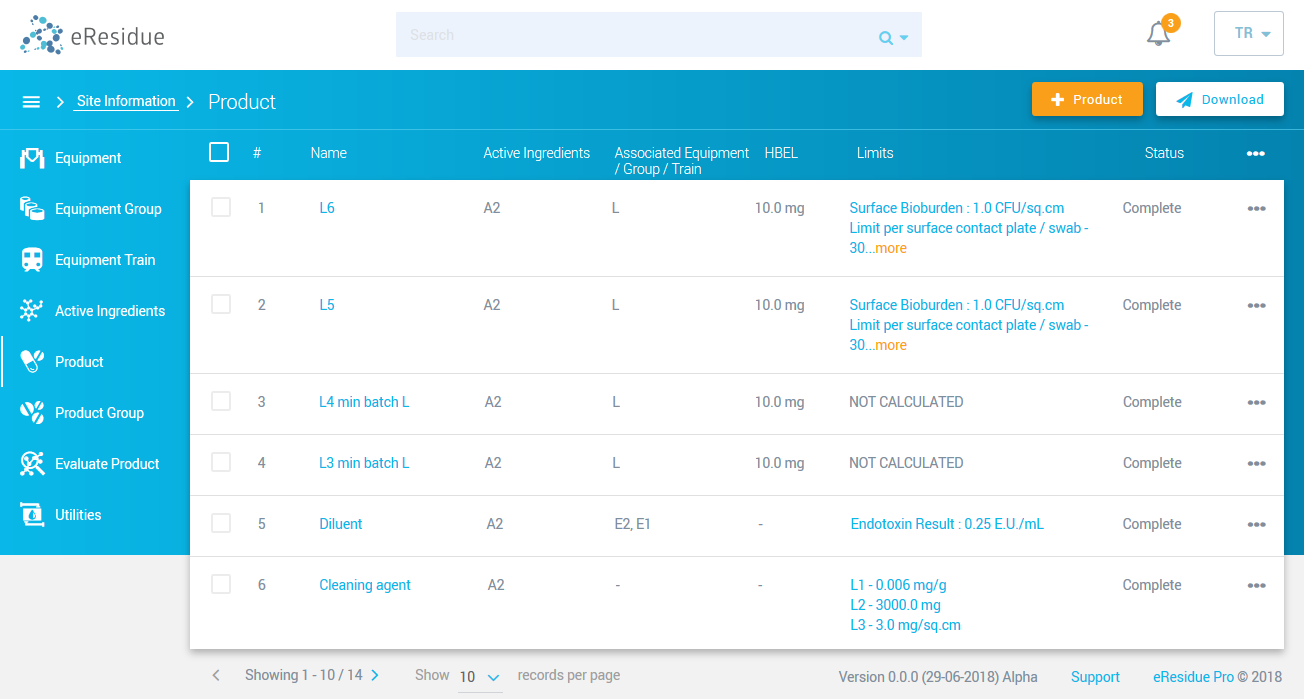 eResidue
Search
3
TR
Site Information
Product
Product
Download
Equipment
Equipment Group
Equipment Train
Active Ingredients
Product
Product Group
Evaluate Product
Utilities
# Name Active Ingredients Associated Equipment HBEL Limits Status
/ Group / Train
1 L6 A2 L 10.0 mg Surface Bioburden : 1.0 CFU/sq.cm Complete
Limit per surface contact plate / swab -
30...more
2 L5 A2 L 10.0 mg Surface Bioburden : 1.0 CFU/sq.cm Complete
Limit per surface contact plate / swab -
30...more
3 L4 min batch L A2 L 10.0 mg NOT CALCULATED Complete
4 L3 min batch L A2 L 10.0 mg NOT CALCULATED Complete
5 Diluent A2 E2, E1 - Endotoxin Result : 0.25 E.U./mL Complete
6 Cleaning agent A2 - - L1 - 0.006 mg/g Complete
L2 - 3000.0 mg
L3 - 3.0 mg/sq.cm
Showing 1 - 10 / 14 Show 10 records per page Version 0.0.0 (29-06-2018) Alpha Support eResidue Pro © 2018